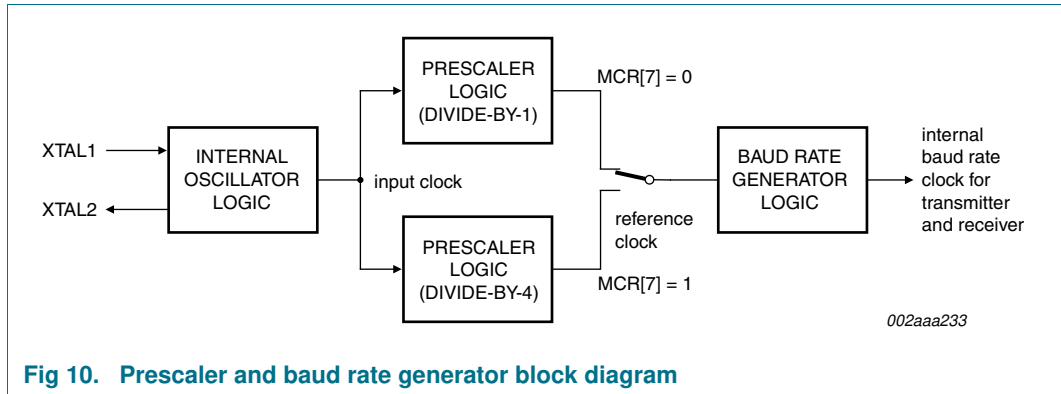 PRESCALER
LOGIC
(DIVIDE-BY-1)
MCR[7] = 0
XTAL1
XTAL2
INTERNAL
OSCILLATOR
LOGIC
input clock
BAUD RATE
GENERATOR
LOGIC
internal
baud rate
clock for
transmitter
and receiver
reference
clock
PRESCALER
LOGIC
(DIVIDE-BY-4)
MCR[7] = 1
002aaa233
Fig 10. Prescaler and baud rate generator block diagram